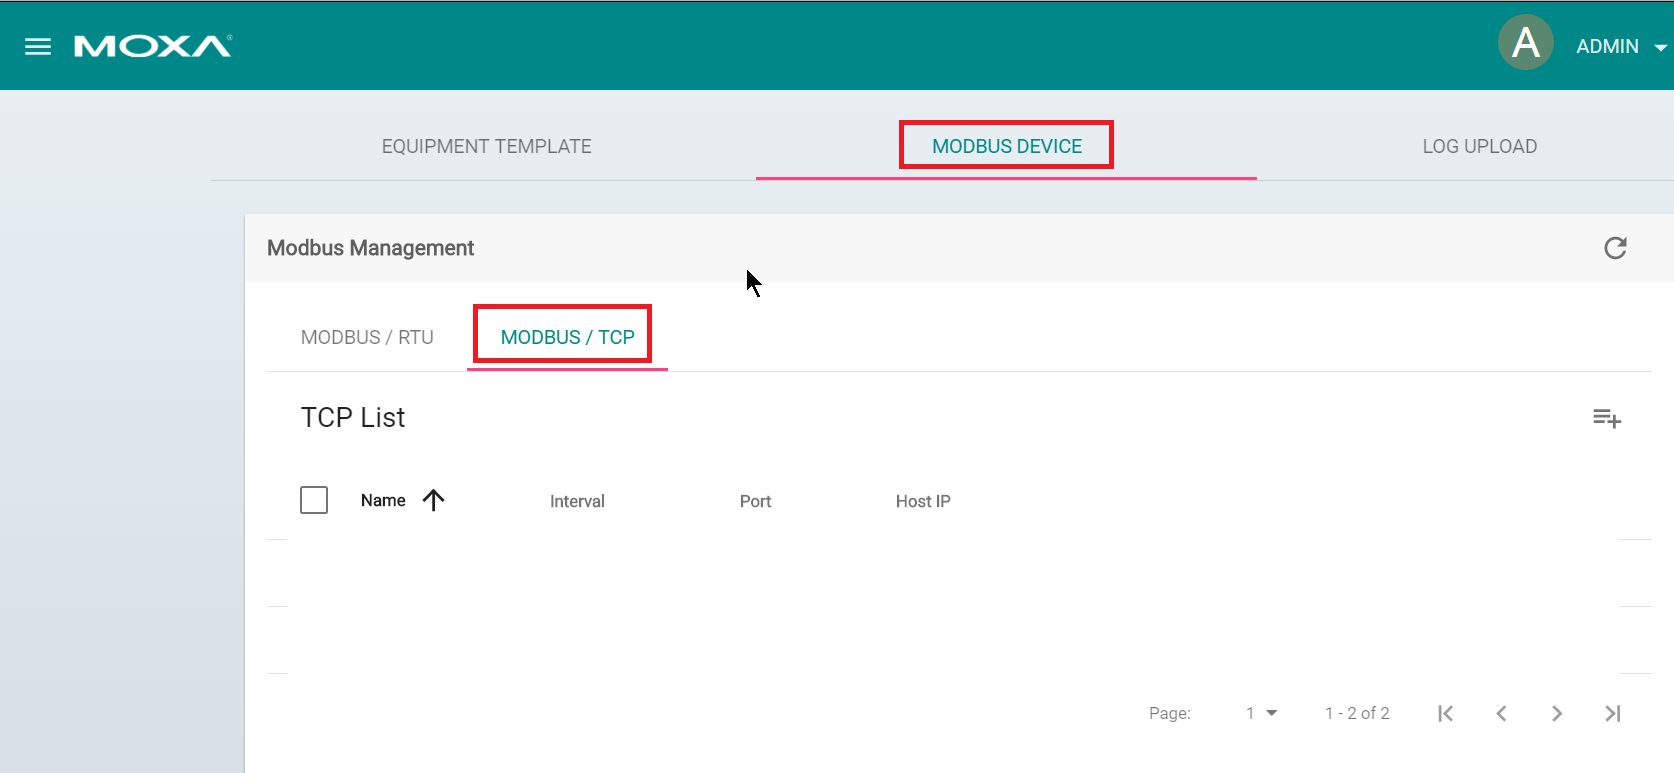 MOXA®
A ADMIN
EQUIPMENT TEMPLATE MODBUS DEVICE LOG UPLOAD
Modbus Management
MODBUS / RTU MODBUS / TCP
TCP List
Name Interval Port Host IP
Page: 1 1 - 2 of 2